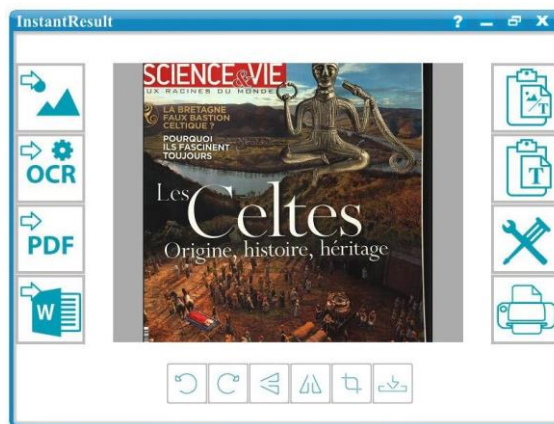 InstantResult
SCIENCE&VIE
UX RACINES DU MONDE
LA BRETAGNE
FAUX BASTION
CELTIQUE ?
POURQUOI
ILS FASCINENT
TOUJOURS
Les
Celtes
Origine, histoire, héritage
OCR
PDF
W
T
T